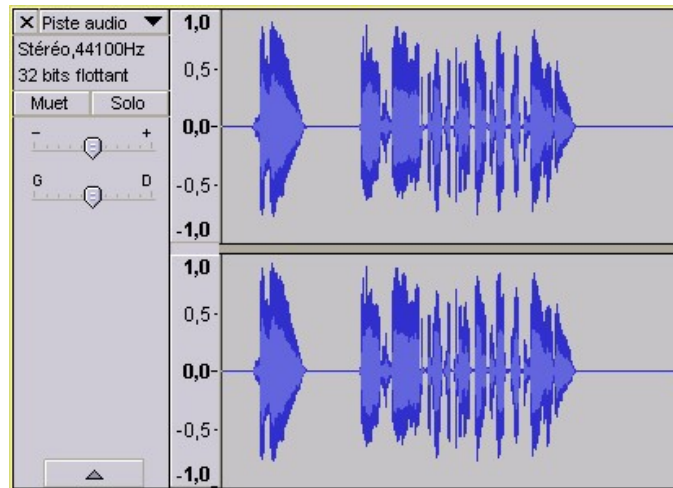 × Piste audio ▼
Stéréo,44100Hz
32 bits flottant
Muet Solo
- +
G D
1,0
0,5-
0,0-
-0,5-
-1,0
1,0
0,5-
0,0-
-0,5-
-1,0